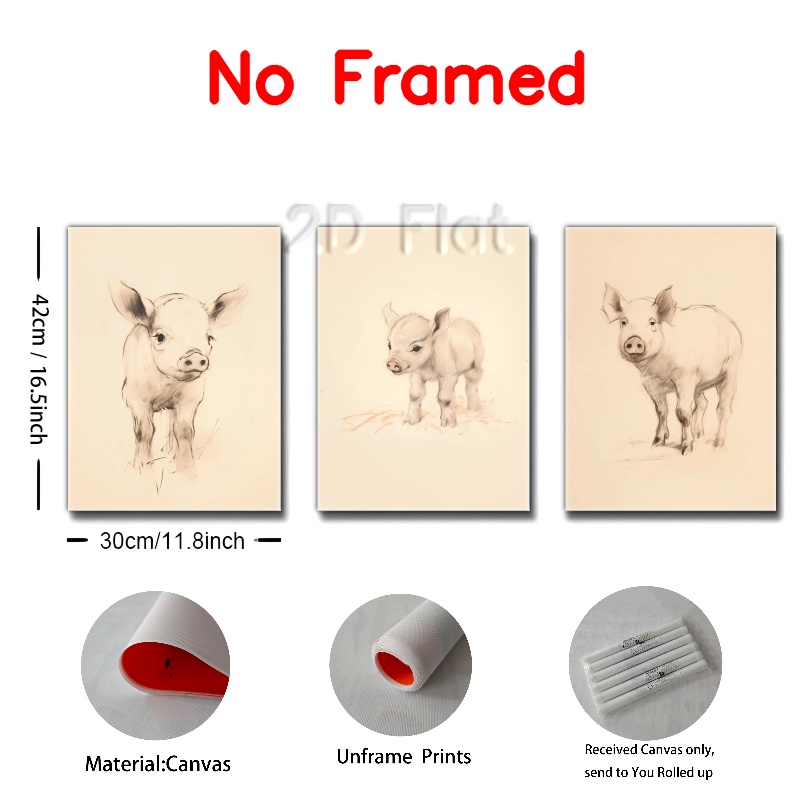 No Framed
2D Flat
42cm / 16.5inch
30cm/11.8inch
Material:Canvas
Unframe Prints
Received Canvas only,
send to You Rolled up